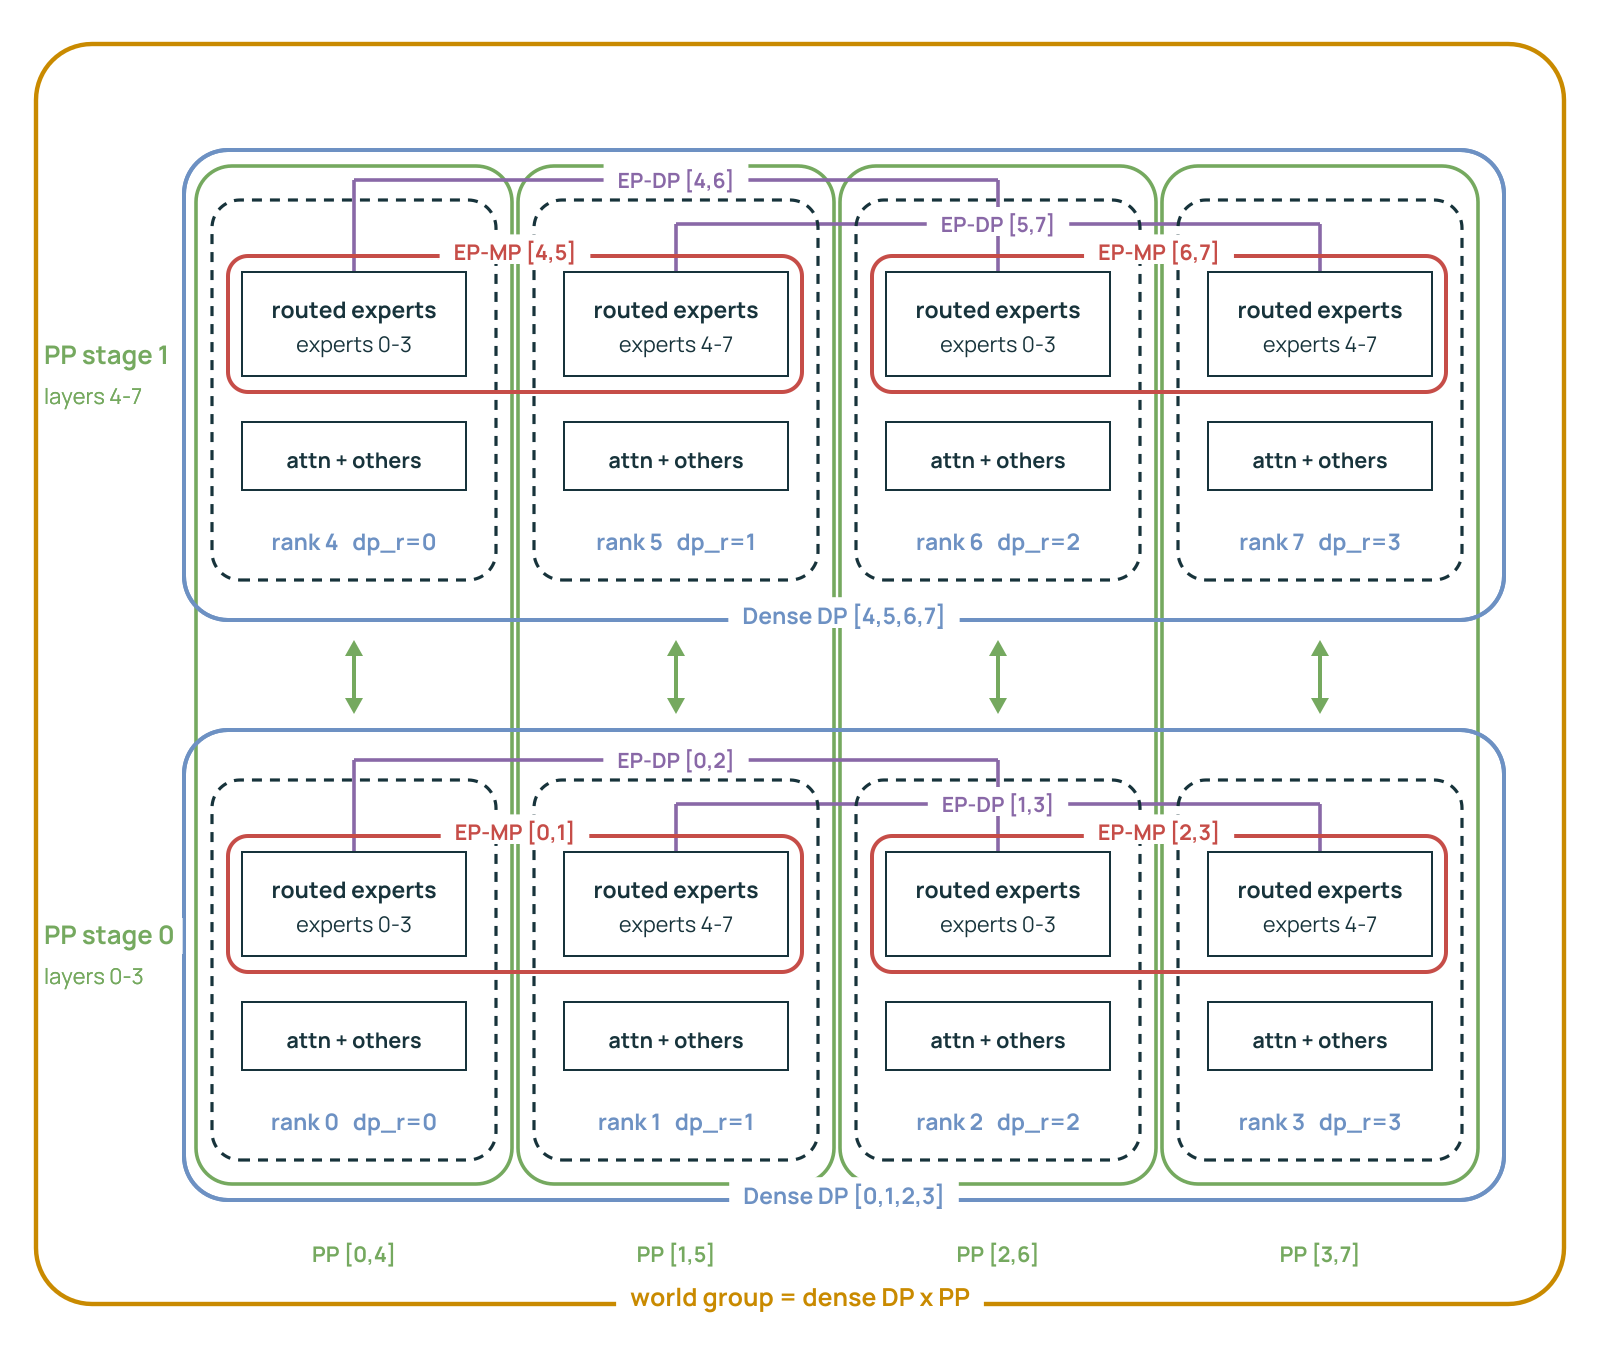 EP-DP [4,6]
EP-DP [5,7]
EP-MP [4,5]
EP-MP [6,7]
routed experts
experts 0-3
routed experts
experts 4-7
routed experts
experts 0-3
routed experts
experts 4-7
PP stage 1
layers 4-7
attn + others
attn + others
attn + others
attn + others
rank 4 dp_r=0
rank 5 dp_r=1
rank 6 dp_r=2
rank 7 dp_r=3
Dense DP [4,5,6,7]
EP-DP [0,2]
EP-DP [1,3]
EP-MP [0,1]
EP-MP [2,3]
routed experts
experts 0-3
routed experts
experts 4-7
routed experts
experts 0-3
routed experts
experts 4-7
PP stage 0
layers 0-3
attn + others
attn + others
attn + others
attn + others
rank 0 dp_r=0
rank 1 dp_r=1
rank 2 dp_r=2
rank 3 dp_r=3
Dense DP [0,1,2,3]
PP [0,4]
PP [1,5]
PP [2,6]
PP [3,7]
world group = dense DP x PP